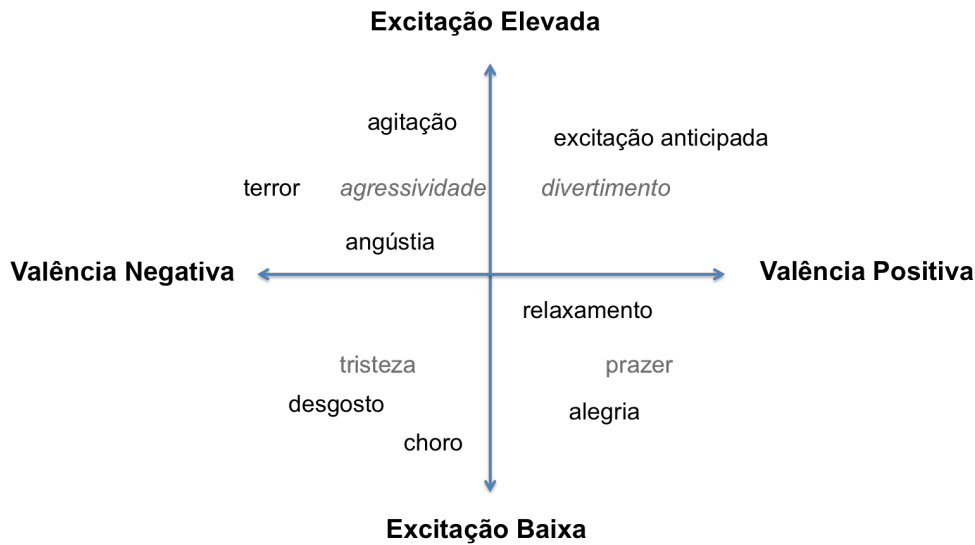 Excitação Elevada
agitação
excitação anticipada
terror
agressividade
divertimento
angústia
Valência Negativa
Valência Positiva
relaxamento
tristeza
prazer
desgosto
alegria
choro
Excitação Baixa